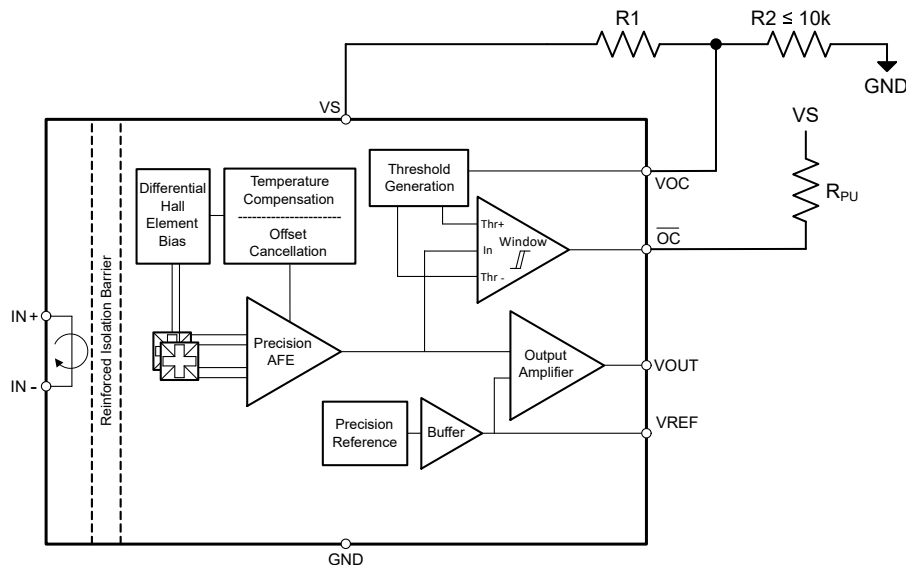 R1
R2 ≤ 10k
GND
VS
VS
Differential
Hall
Element
Bias
Temperature
Compensation
Offset
Cancellation
Threshold
Generation
VOC
RPU
Thr+
In
Window
Thr -
OC
Reinforced Isolation Barrier
IN+
IN-
Precision
AFE
Output
Amplifier
VOUT
Precision
Reference
Buffer
VREF
GND